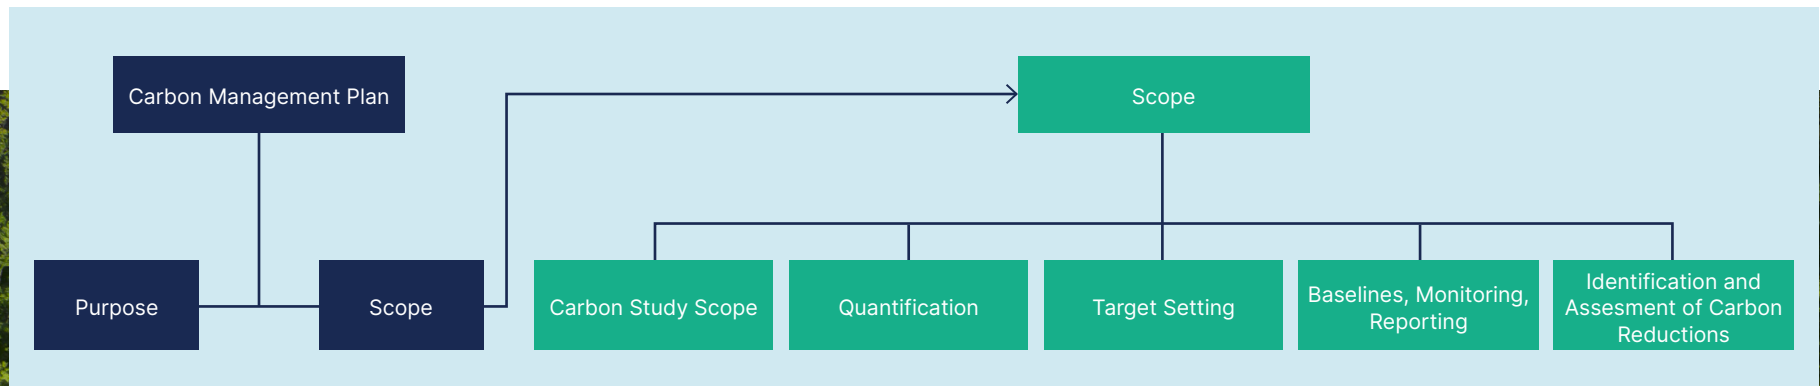 Carbon Management Plan
Scope
Purpose
Scope
Carbon Study Scope
Quantification
Target Setting
Baselines, Monitoring,
Reporting
Identification and
Assesment of Carbon
Reductions